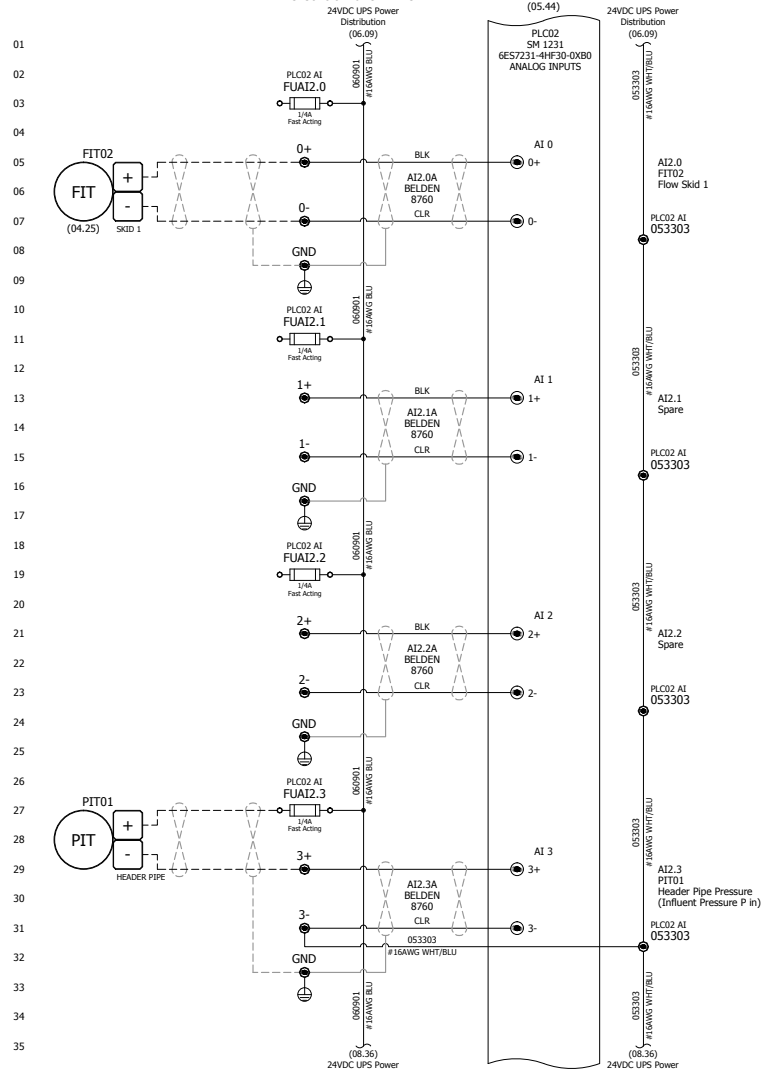 24VDC UPS Power
Distribution
(06.09)
(05.44)
24VDC UPS Power
Distribution
(06.09)
PLC02
SM 1231
6ES7231-4HF30-0XB0
ANALOG INPUTS
01
02
03
04
05
06
07
08
09
10
11
12
13
14
15
16
17
18
19
20
21
22
23
24
25
26
27
28
29
30
31
32
33
34
35
060901
#16AWG BLU
053303
#16AWG WHT/BLU
PLC02 AI
FUAI2.0
1/4A
Fast Acting
FIT02
FIT
+
-
(04.25)
SKID 1
0+
BLK
AI2.0A
BELDEN
8760
CLR
0-
GND
AI 0
0+
0-
AI2.0
FIT02
Flow Skid 1
PLC02 AI
053303
060901
#16AWG BLU
PLC02 AI
FUAI2.1
1/4A
Fast Acting
053303
#16AWG WHT/BLU
1+
BLK
AI2.1A
BELDEN
8760
CLR
1-
GND
AI 1
1+
1-
AI2.1
Spare
PLC02 AI
053303
060901
#16AWG BLU
PLC02 AI
FUAI2.2
1/4A
Fast Acting
053303
#16AWG WHT/BLU
2+
BLK
AI2.2A
BELDEN
8760
CLR
2-
GND
AI 2
2+
2-
AI2.2
Spare
PLC02 AI
053303
060901
#16AWG BLU
PLC02 AI
FUAI2.3
1/4A
Fast Acting
053303
#16AWG WHT/BLU
PIT01
PIT
+
-
HEADER PIPE
3+
BLK
AI2.3A
BELDEN
8760
CLR
3-
053303
#16AWG WHT/BLU
GND
AI 3
3+
3-
AI2.3
PIT01
Header Pipe Pressure
(Influent Pressure P in)
PLC02 AI
053303
060901
#16AWG BLU
053303
#16AWG WHT/BLU
(08.36)
24VDC UPS Power
(08.36)
24VDC UPS Power